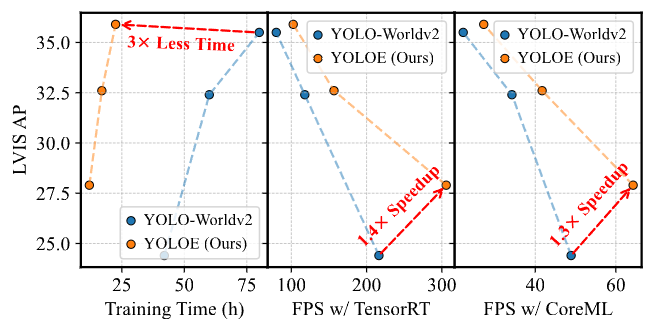 LVIS AP
35.0
32.5
30.0
27.5
25.0
3× Less Time
YOLO-Worldv2
YOLOE (Ours)
25
50
75
Training Time (h)
YOLO-Worldv2
YOLOE (Ours)
1.4× Speedup
100
200
300
FPS w/ TensorRT
YOLO-Worldv2
YOLOE (Ours)
1.3× Speedup
40
60
FPS w/ CoreML